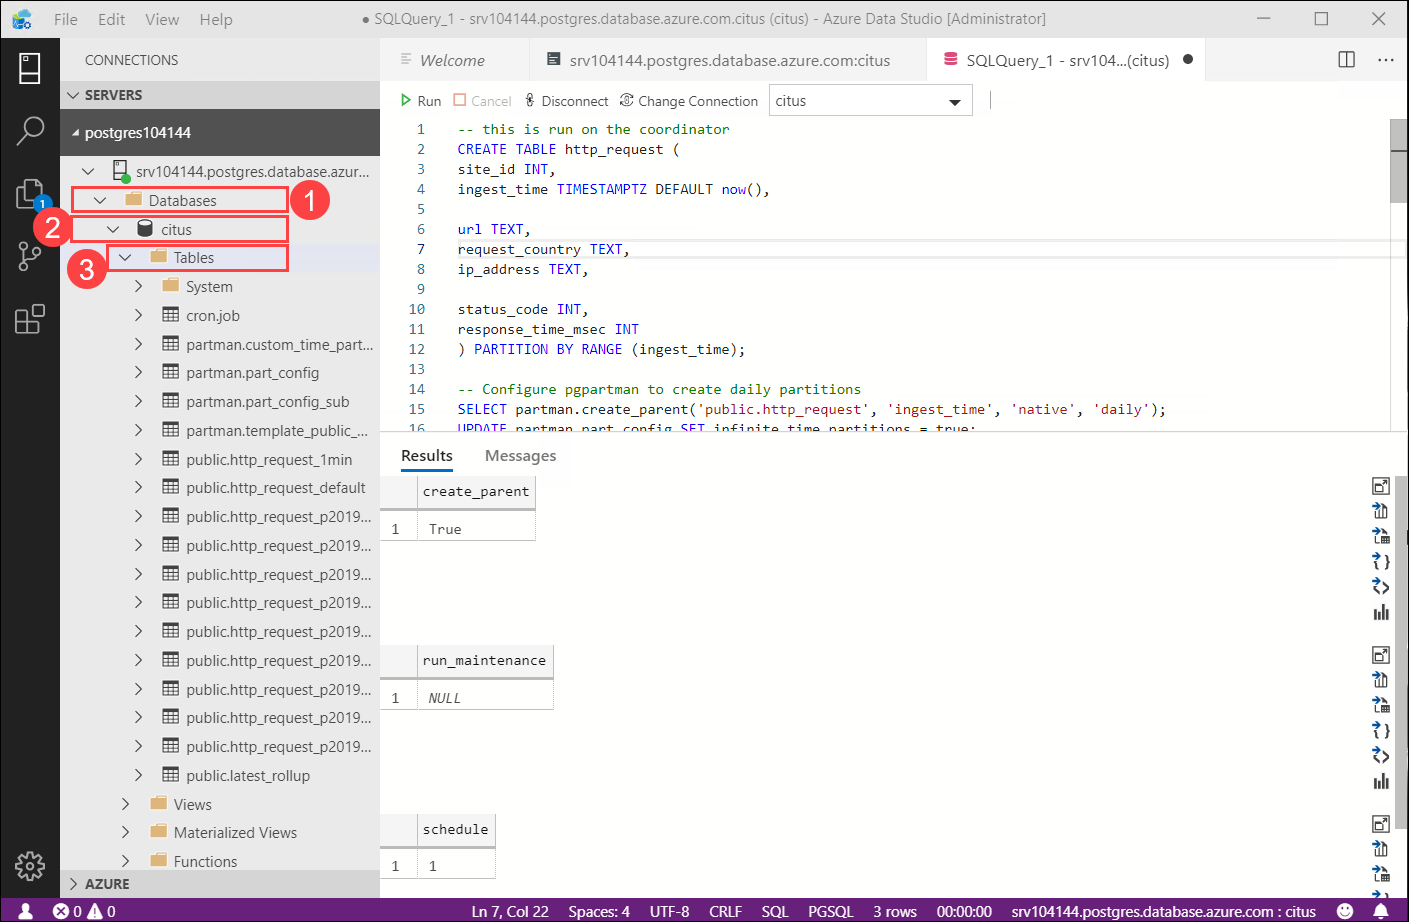 File Edit View Help
● SQLQuery_1 - srv104144.postgres.database.azure.com.citus (citus) - Azure Data Studio [Administrator]
CONNECTIONS
SERVERS
postgres104144
srv104144.postgres.database.azur...
Databases
1
2
citus
3
Tables
System
cron.job
partman.custom_time_part...
partman.part_config
partman.part_config_sub
partman.template_public_...
public.http_request_1min
public.http_request_default
public.http_request_p2019...
public.http_request_p2019...
public.http_request_p2019...
public.http_request_p2019...
public.http_request_p2019...
public.http_request_p2019...
public.http_request_p2019...
public.http_request_p2019...
public.http_request_p2019...
public.latest_rollup
Views
Materialized Views
Functions
AZURE
1
Welcome
srv104144.postgres.database.azure.com:citus
SQLQuery_1 - srv104...(citus) ●
Run Cancel Disconnect Change Connection citus
1 -- this is run on the coordinator
2 CREATE TABLE http_request (
3 site_id INT,
4 ingest_time TIMESTAMPTZ DEFAULT now(),
5
6 url TEXT,
7 request_country TEXT,
8 ip_address TEXT,
9
10 status_code INT,
11 response_time_msec INT
12 ) PARTITION BY RANGE (ingest_time);
13
14 -- Configure pgpartman to create daily partitions
15 SELECT partman.create_parent('public.http_request', 'ingest_time', 'native', 'daily');
16 UPDATE partman.part_config SET infinite_time_partitions = true;
Results Messages
create_parent
1 True
run_maintenance
1 NULL
schedule
1 1
0 0
Ln 7, Col 22 Spaces: 4 UTF-8 CRLF SQL PGSQL 3 rows 00:00:00 srv104144.postgres.database.azure.com : citus